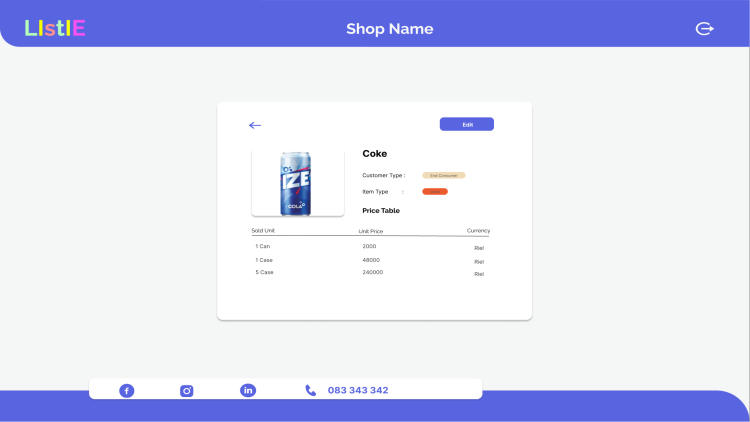 LIstIE
Shop Name
Edit
Coke
Customer Type :
End Consumer
Item Type :
Price Table
IZE
COLA
Sold Unit Unit Price Currency
1 Can 2000 Riel
1 Case 48000 Riel
5 Case 240000 Riel
083 343 342